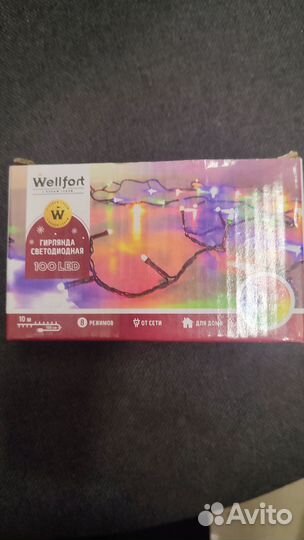 Wellfort
W
ГИРЛЯНДА
СВЕТОДИОДНАЯ
100 LED
10 м
8 РЕЖИМОВ
ОТ СЕТИ
ДЛЯ ДОМА
Avito